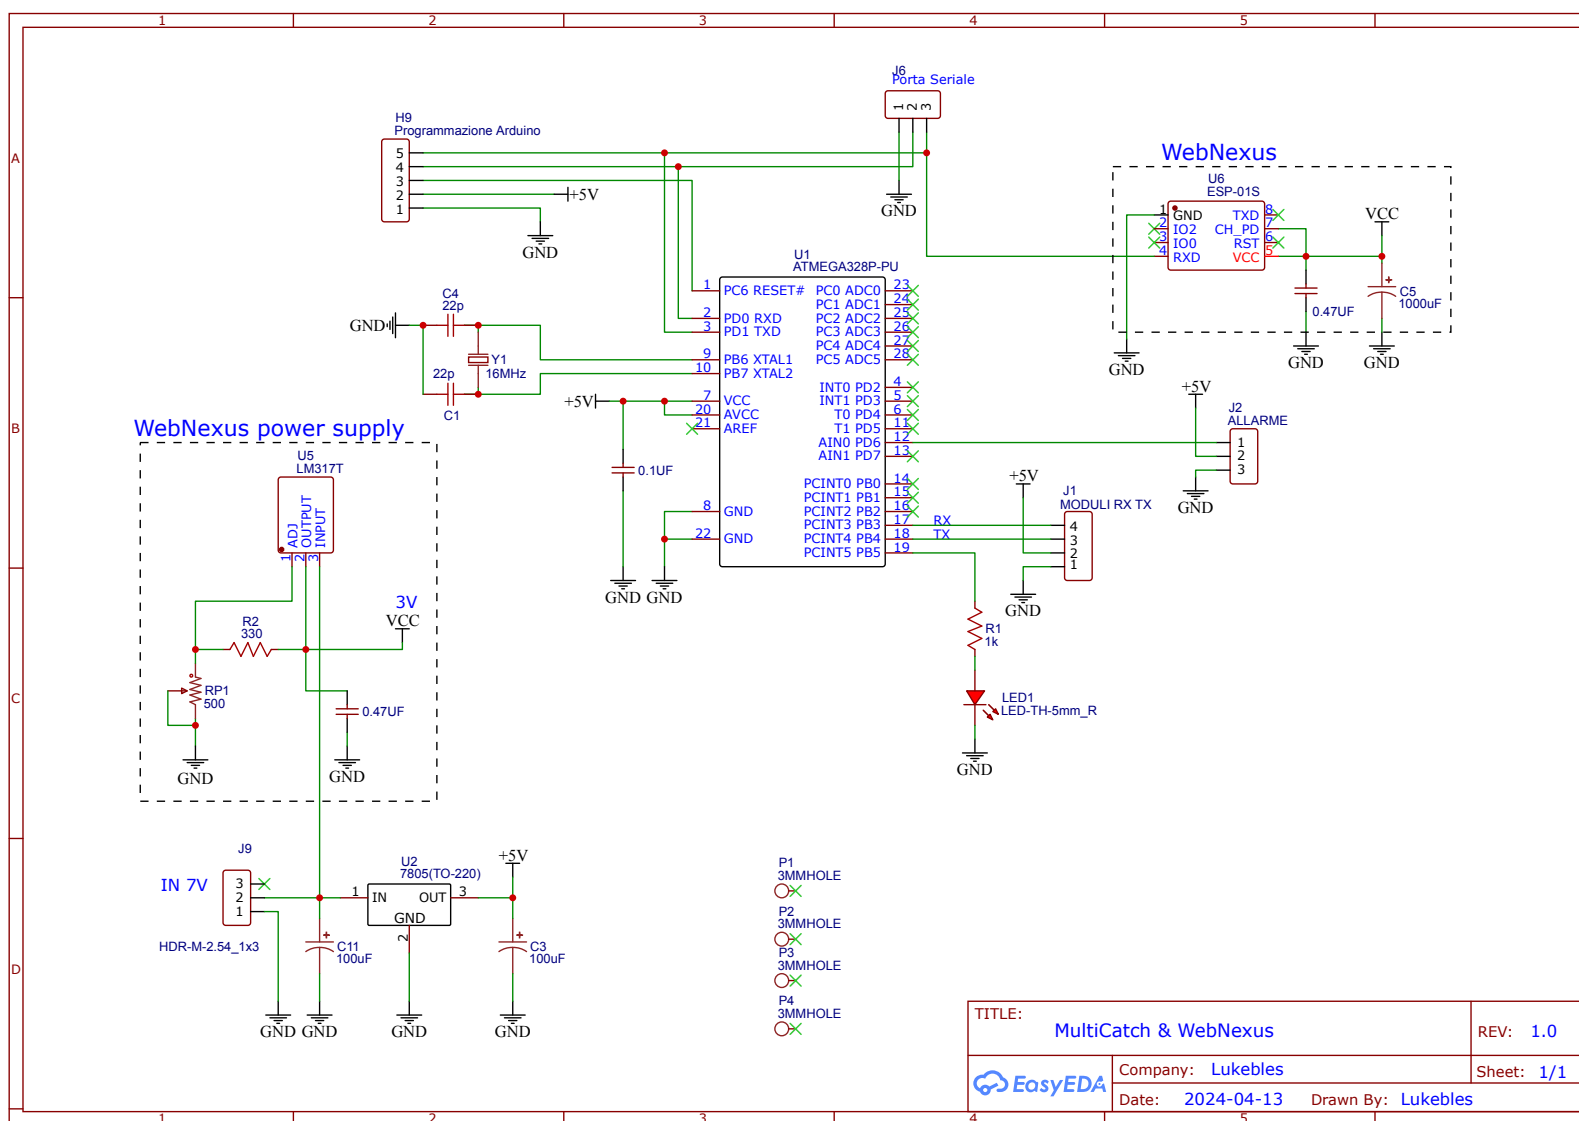 1 2 3 4 5
A
B
C
D
J6
Porta Seriale
1 2 3
GND
H9
Programmazione Arduino
5
4
3
2
1
+5V
GND
WebNexus
U6
ESP-01S
1 GND
2 IO2
3 IO0
4 RXD
TXD 8
CH_PD 7
RST 6
VCC 5
VCC
C5
1000uF
0.47UF
GND
GND
GND
U1
ATMEGA328P-PU
1 PC6 RESET#
2 PD0 RXD
3 PD1 TXD
9 PB6 XTAL1
10 PB7 XTAL2
7 VCC
20 AVCC
21 AREF
8 GND
22 GND
PC0 ADC0 23
PC1 ADC1 24
PC2 ADC2 25
PC3 ADC3 26
PC4 ADC4 27
PC5 ADC5 28
INT0 PD2 4
INT1 PD3 5
T0 PD4 6
T1 PD5 11
AIN0 PD6 12
AIN1 PD7 13
PCINT0 PB0 14
PCINT1 PB1 15
PCINT2 PB2 16
PCINT3 PB3 17
PCINT4 PB4 18
PCINT5 PB5 19
C4
22p
GND
Y1
16MHz
22p
C1
+5V
0.1UF
GND GND
+5V
J2
ALLARME
1
2
3
GND
+5V
J1
MODULI RX TX
RX
TX
4
3
2
1
GND
R1
1k
LED1
LED-TH-5mm_R
GND
WebNexus power supply
U5
LM317T
ADJ
OUTPUT
INPUT
1 2 3
3V
VCC
R2
330
RP1
500
0.47UF
GND
GND
J9
IN 7V
3
2
1
HDR-M-2.54_1x3
U2
7805(TO-220)
1 IN OUT 3
GND
2
+5V
C11
100uF
C3
100uF
GND GND GND GND
P1
3MMHOLE
P2
3MMHOLE
P3
3MMHOLE
P4
3MMHOLE
TITLE:
MultiCatch & WebNexus
REV: 1.0
EasyEDA
Company: Lukebles
Sheet: 1/1
Date: 2024-04-13 Drawn By: Lukebles
1 2 3 4 5